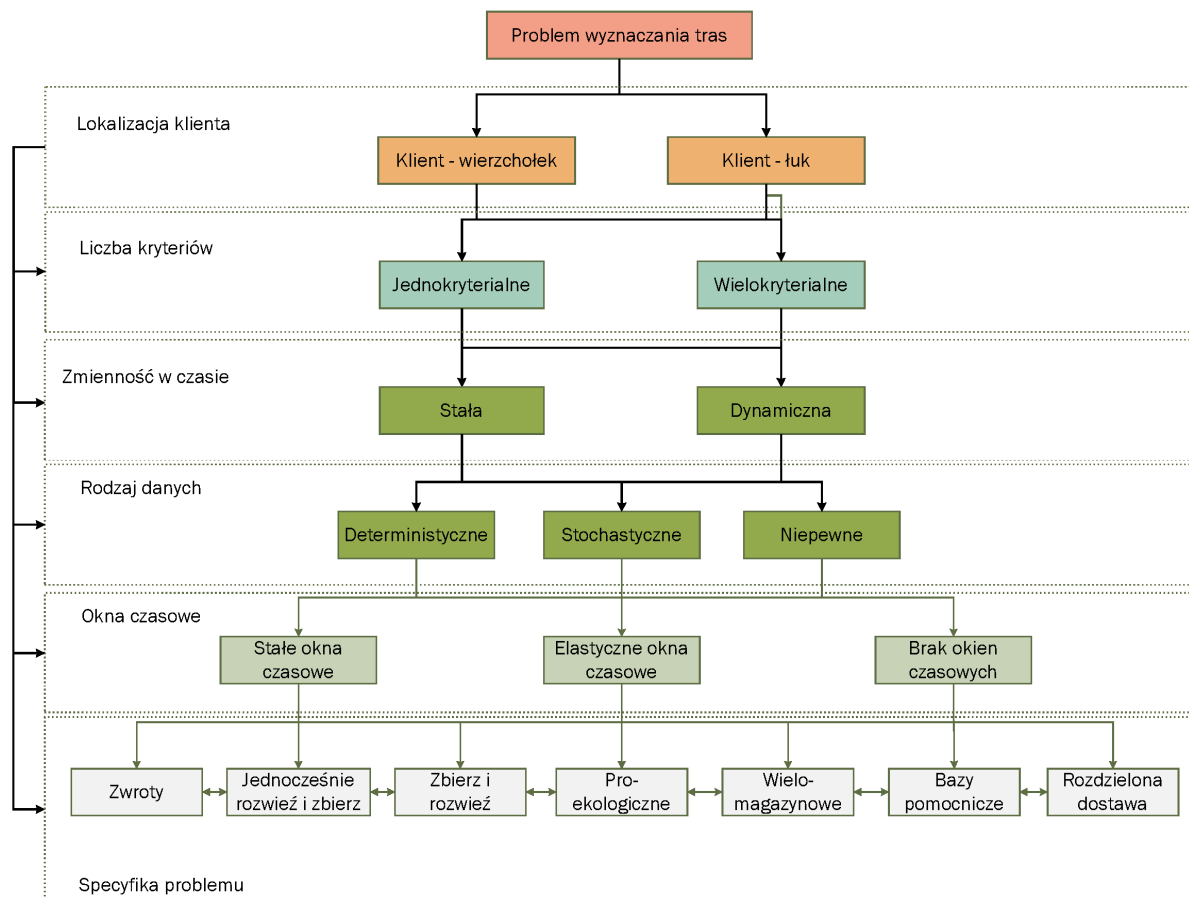 Problem wyznaczania tras
Lokalizacja klienta
Klient - wierzchołek
Klient - łuk
Liczba kryteriów
Jednokryterialne
Wielokryterialne
Zmienność w czasie
Stała
Dynamiczna
Rodzaj danych
Deterministyczne
Stochastyczne
Niepewne
Okna czasowe
Stałe okna
czasowe
Elastyczne okna
czasowe
Brak okien
czasowych
Zwroty
Jednocześnie
rozwieź i zbierz
Zbierz i
rozwieź
Pro-
ekologiczne
Wielo-
magazynowe
Bazy
pomocnicze
Rozdzielona
dostawa
Specyfika problemu